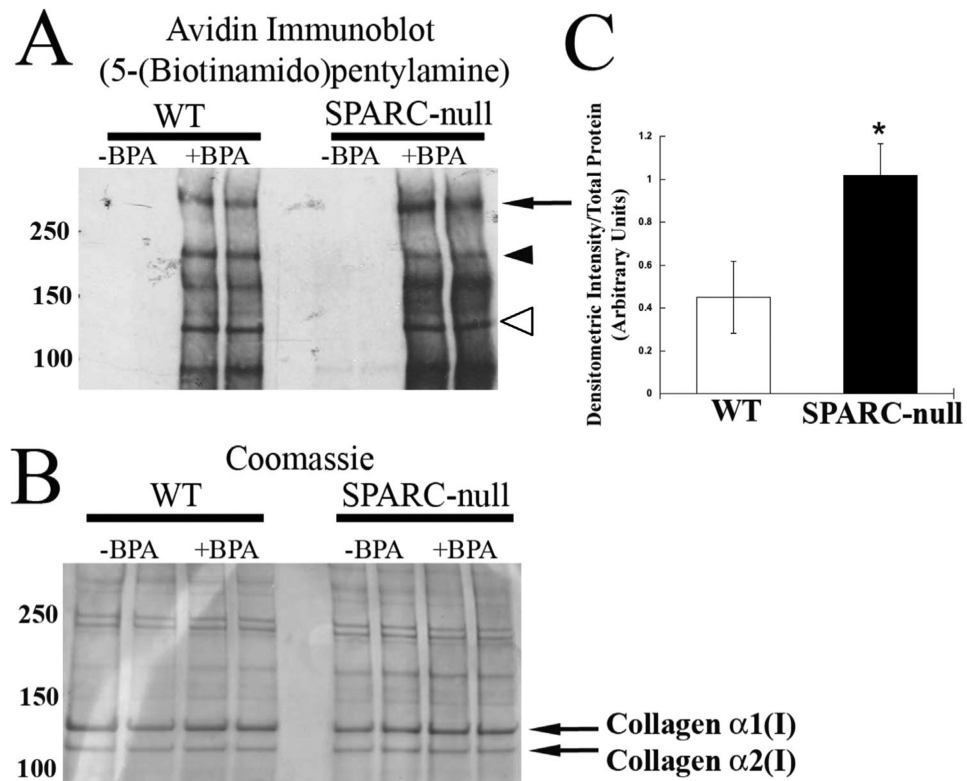 A
Avidin Immunoblot
(5-(Biotinamido)pentylamine)
WT SPARC-null
-BPA +BPA -BPA +BPA
250
150
100
C
Densitometric Intensity/Total Protein
(Arbitrary Units)
1.2
1
0.8
0.6
0.4
0.2
0
*
WT SPARC-null
B
Coomassie
WT SPARC-null
-BPA +BPA -BPA +BPA
250
150
100
Collagen α1(I)
Collagen α2(I)